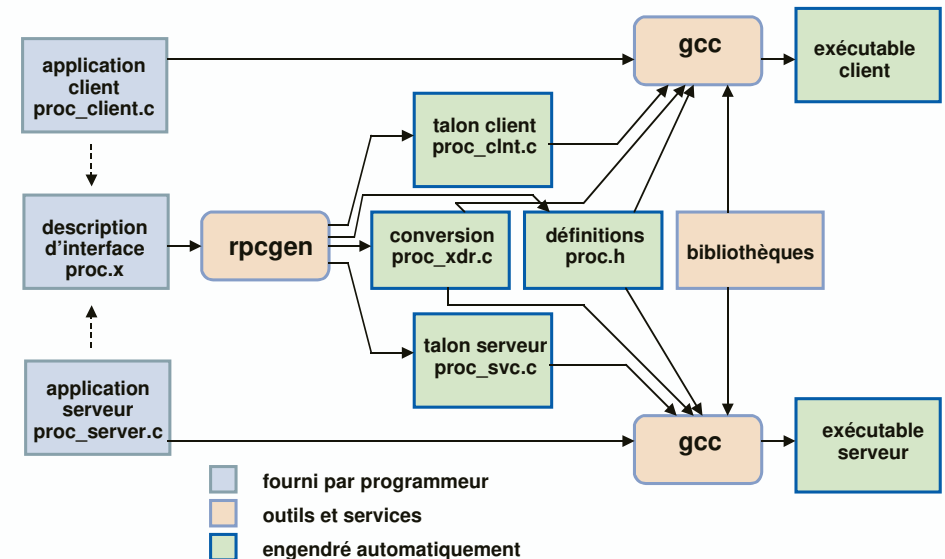 application
client
proc_client.c
gcc
exécutable
client
talon client
proc_clnt.c
description
d'interface
proc.x
rpcgen
conversion
proc_xdr.c
définitions
proc.h
bibliothèques
talon serveur
proc_svc.c
application
serveur
proc_server.c
gcc
exécutable
serveur
fourni par programmeur
outils et services
engendré automatiquement